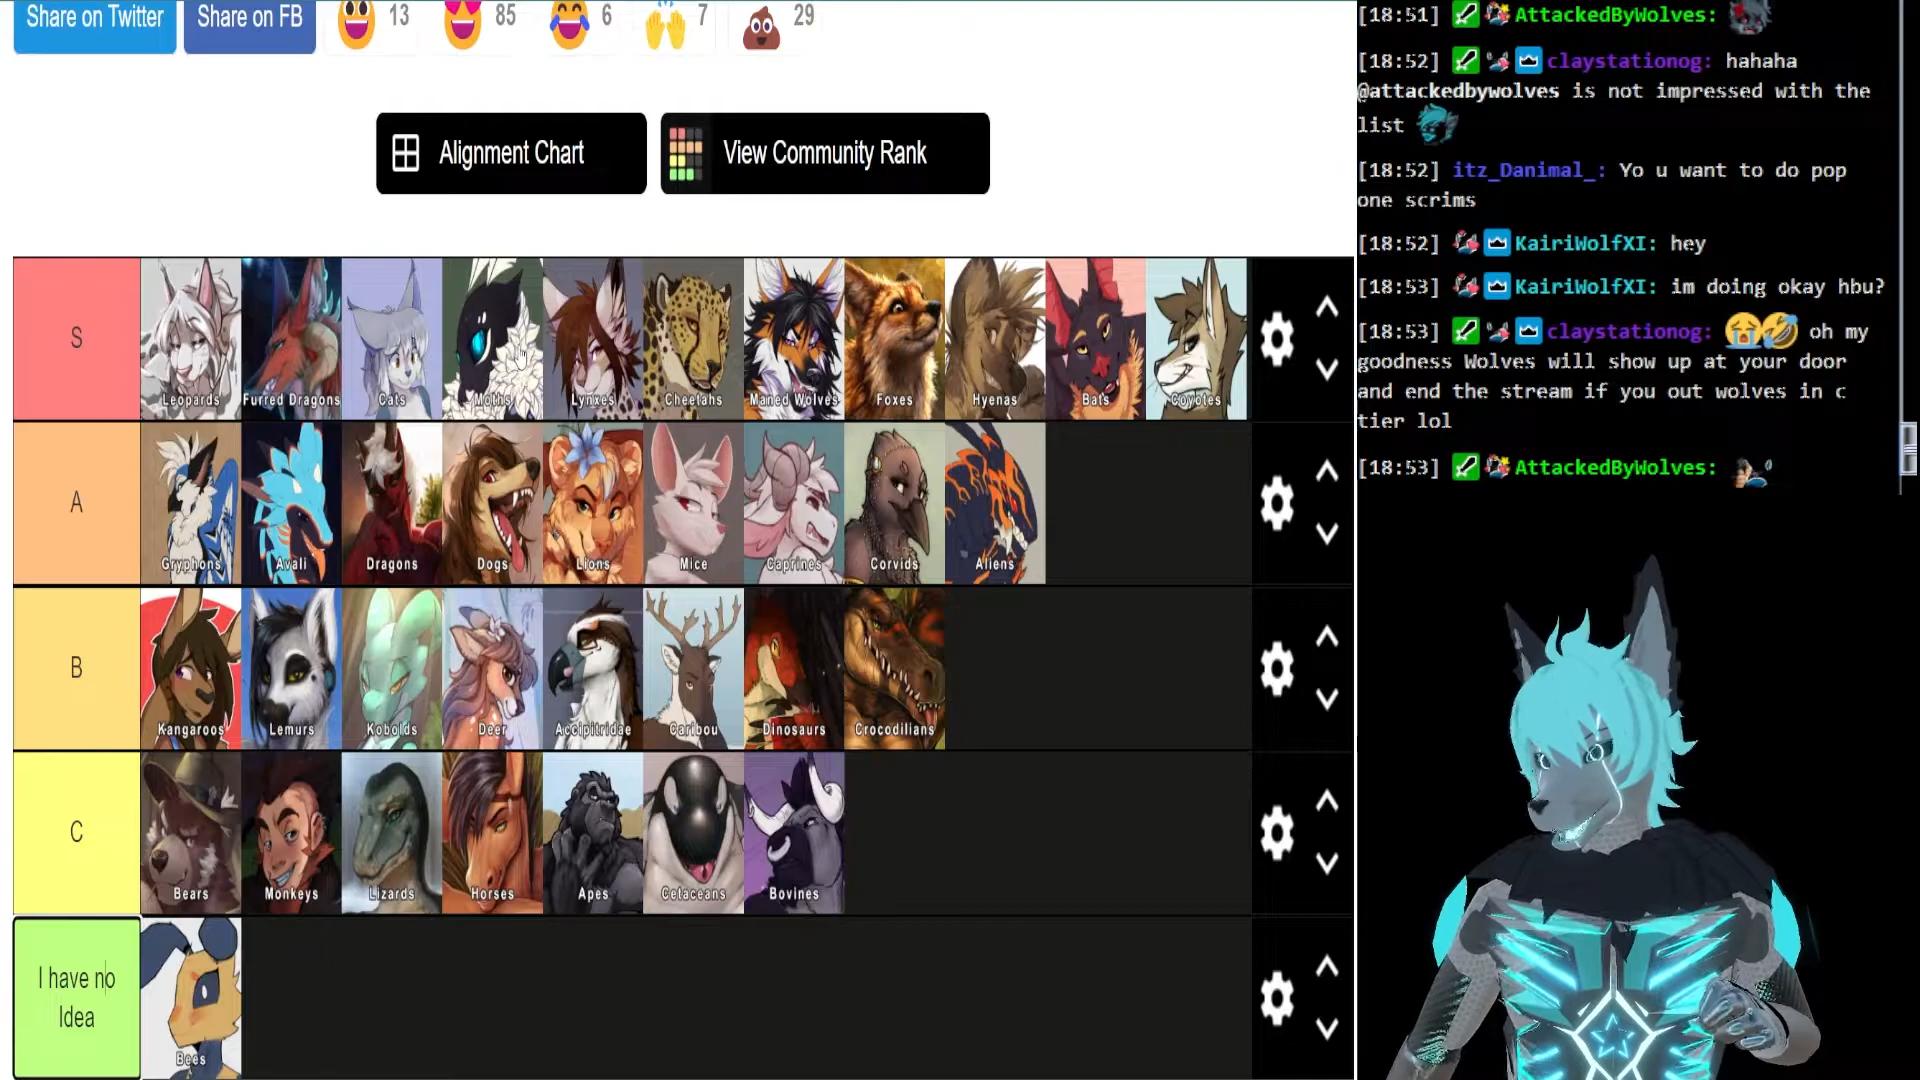 Share on Twitter
Share on FB
13
85
6
7
29
Alignment Chart
View Community Rank
S
Leopards
Furred Dragons
Cats
Moths
Lynxes
Cheetahs
Maned Wolves
Foxes
Hyenas
Bats
Coyotes
A
Gryphons
Avali
Dragons
Dogs
Lions
Mice
Caprines
Corvids
Aliens
B
Kangaroos
Lemurs
Kobolds
Deer
Accipitridae
Caribou
Dinosaurs
Crocodilians
C
Bears
Monkeys
Lizards
Horses
Apes
Cetaceans
Bovines
I have no
Idea
Bees
[18:51] AttackedByWolves:
[18:52] claystationog: hahaha
@attackedbywolves is not impressed with the
list
[18:52] itz_Danimal_: Yo u want to do pop
one scrims
[18:52] KairiWolfXI: hey
[18:53] KairiWolfXI: im doing okay hbu?
[18:53] claystationog: oh my
goodness Wolves will show up at your door
and end the stream if you out wolves in c
tier lol
[18:53] AttackedByWolves: